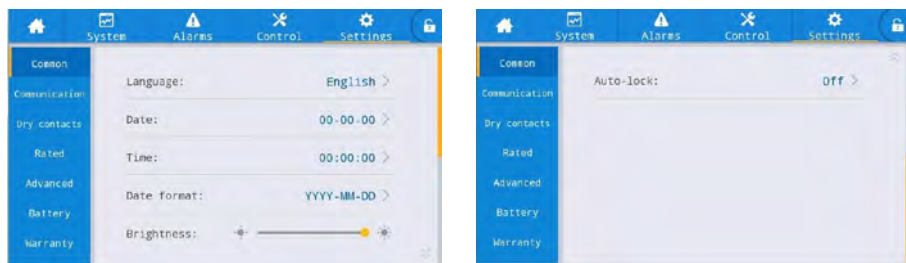 System Alarms Control Settings
Common
Communication
Dry contacts
Rated
Advanced
Battery
Warranty
Language: English >
Date: 00-00-00 >
Time: 00:00:00 >
Date format: YYYY-MM-DD >
Brightness:
System Alarms Control Settings
Common
Communication
Dry contacts
Rated
Advanced
Battery
Warranty
Auto-lock: Off >